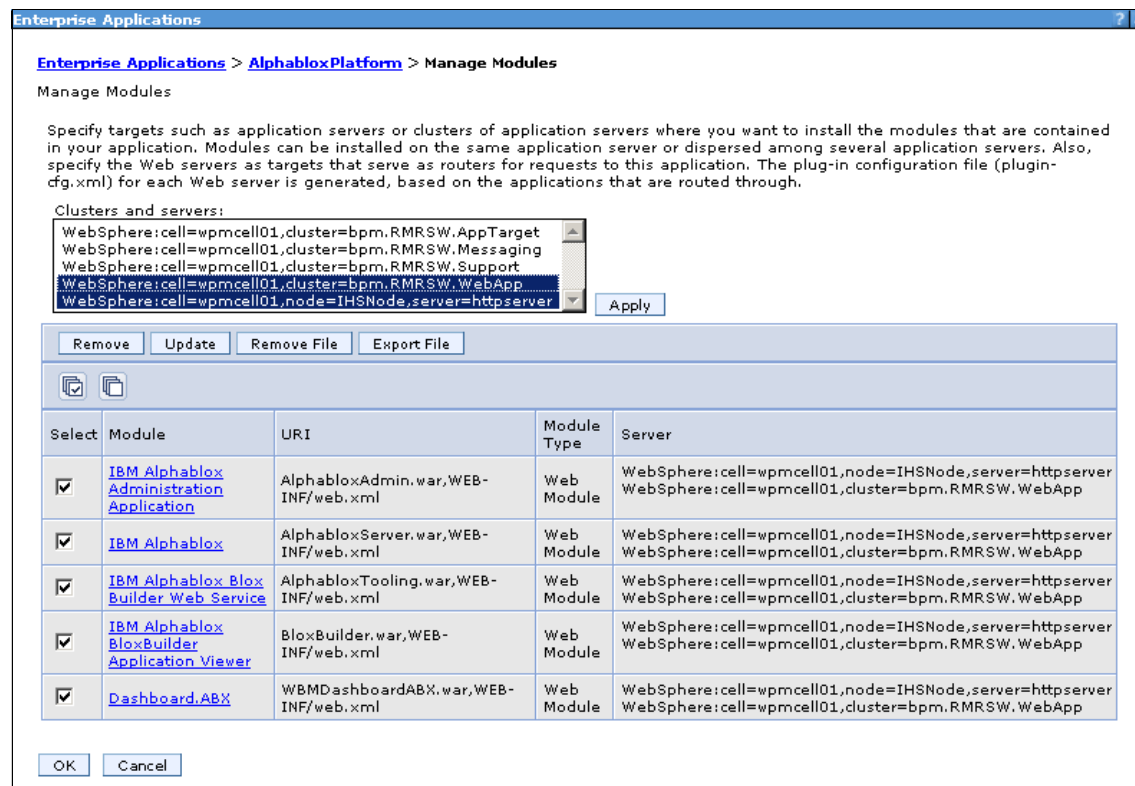 Enterprise Applications ?
Enterprise Applications > AlphabloxPlatform > Manage Modules
Manage Modules
Specify targets such as application servers or clusters of application servers where you want to install the modules that are contained
in your application. Modules can be installed on the same application server or dispersed among several application servers. Also,
specify the Web servers as targets that serve as routers for requests to this application. The plug-in configuration file (plugin-
cfg.xml) for each Web server is generated, based on the applications that are routed through.
Clusters and servers:
WebSphere:cell=wpmcell01,cluster=bpm.RMRSW.AppTarget
WebSphere:cell=wpmcell01,cluster=bpm.RMRSW.Messaging
WebSphere:cell=wpmcell01,cluster=bpm.RMRSW.Support
WebSphere:cell=wpmcell01,cluster=bpm.RMRSW.WebApp
WebSphere:cell=wpmcell01,node=IHSNode,server=httpserver
Apply
Remove Update Remove File Export File
Select Module URI Module Type Server
IBM Alphablox
Administration
Application
AlphabloxAdmin.war,WEB-
INF/web.xml
Web
Module
WebSphere:cell=wpmcell01,node=IHSNode,server=httpserver
WebSphere:cell=wpmcell01,cluster=bpm.RMRSW.WebApp
IBM Alphablox
AlphabloxServer.war,WEB-
INF/web.xml
Web
Module
WebSphere:cell=wpmcell01,node=IHSNode,server=httpserver
WebSphere:cell=wpmcell01,cluster=bpm.RMRSW.WebApp
IBM Alphablox Blox
Builder Web Service
AlphabloxTooling.war,WEB-
INF/web.xml
Web
Module
WebSphere:cell=wpmcell01,node=IHSNode,server=httpserver
WebSphere:cell=wpmcell01,cluster=bpm.RMRSW.WebApp
IBM Alphablox
BloxBuilder
Application Viewer
BloxBuilder.war,WEB-
INF/web.xml
Web
Module
WebSphere:cell=wpmcell01,node=IHSNode,server=httpserver
WebSphere:cell=wpmcell01,cluster=bpm.RMRSW.WebApp
Dashboard.ABX
WBMDashboardABX.war,WEB-
INF/web.xml
Web
Module
WebSphere:cell=wpmcell01,node=IHSNode,server=httpserver
WebSphere:cell=wpmcell01,cluster=bpm.RMRSW.WebApp
OK Cancel